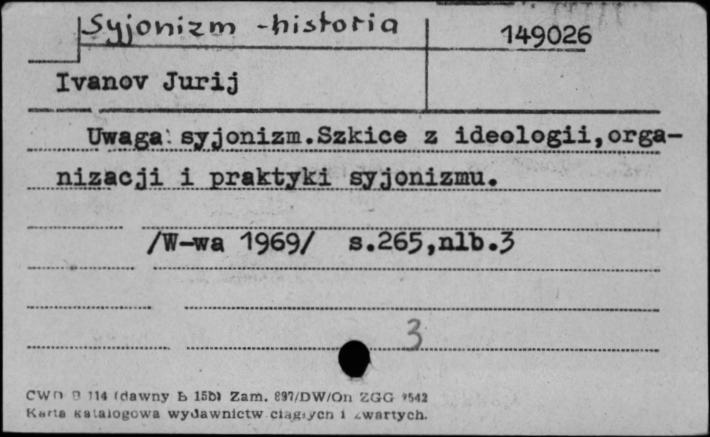 Syjonizm - historia 149026
Ivanov Jurij
Uwaga: syjonizm.Szkice z ideologii,orga-
nizacji i praktyki syjonizmu.
/W-wa 1969/ s.265,nlb.3
3
CWD 114 (dawny b 15b) Zam. 897/DW/On ZGG
Karta katalogowa wydawnictw ciągłych i zwartych.